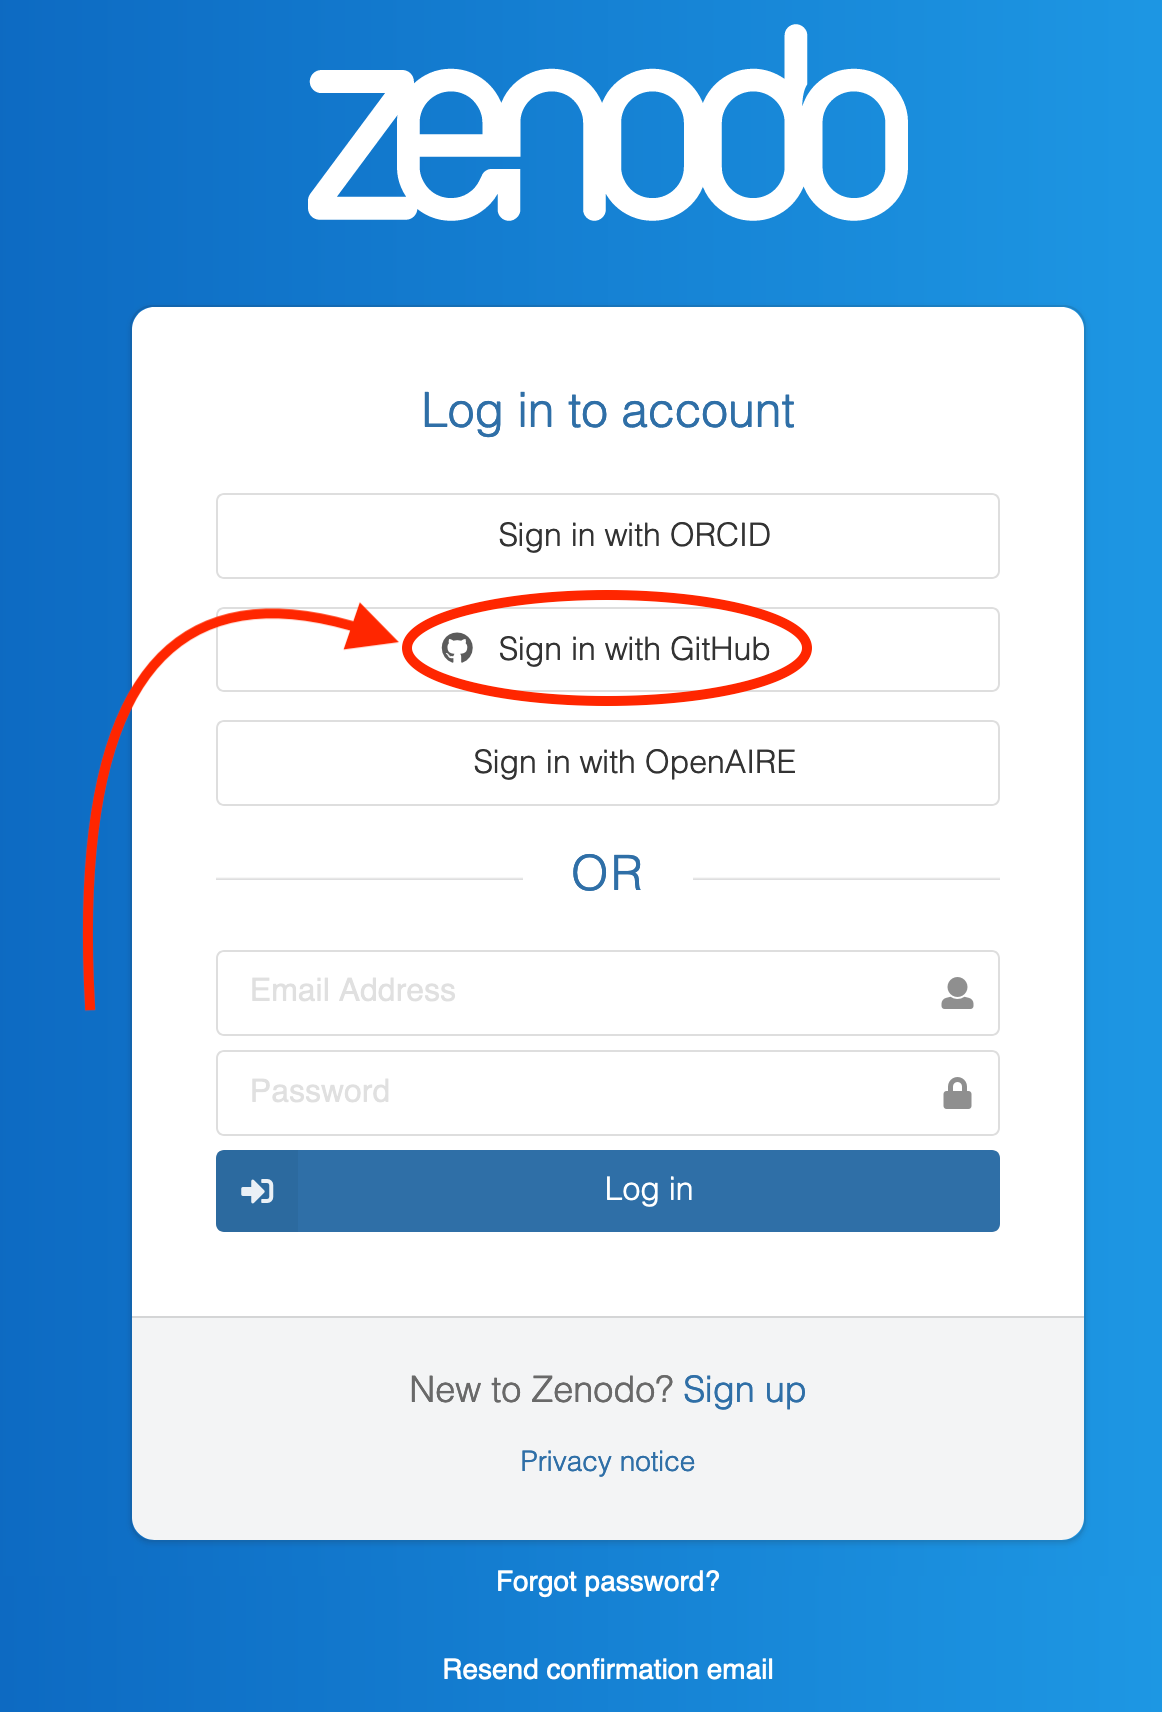 zenodo
Log in to account
Sign in with ORCID
Sign in with GitHub
Sign in with OpenAIRE
OR
Email Address
Password
Log in
New to Zenodo? Sign up
Privacy notice
Forgot password?
Resend confirmation email